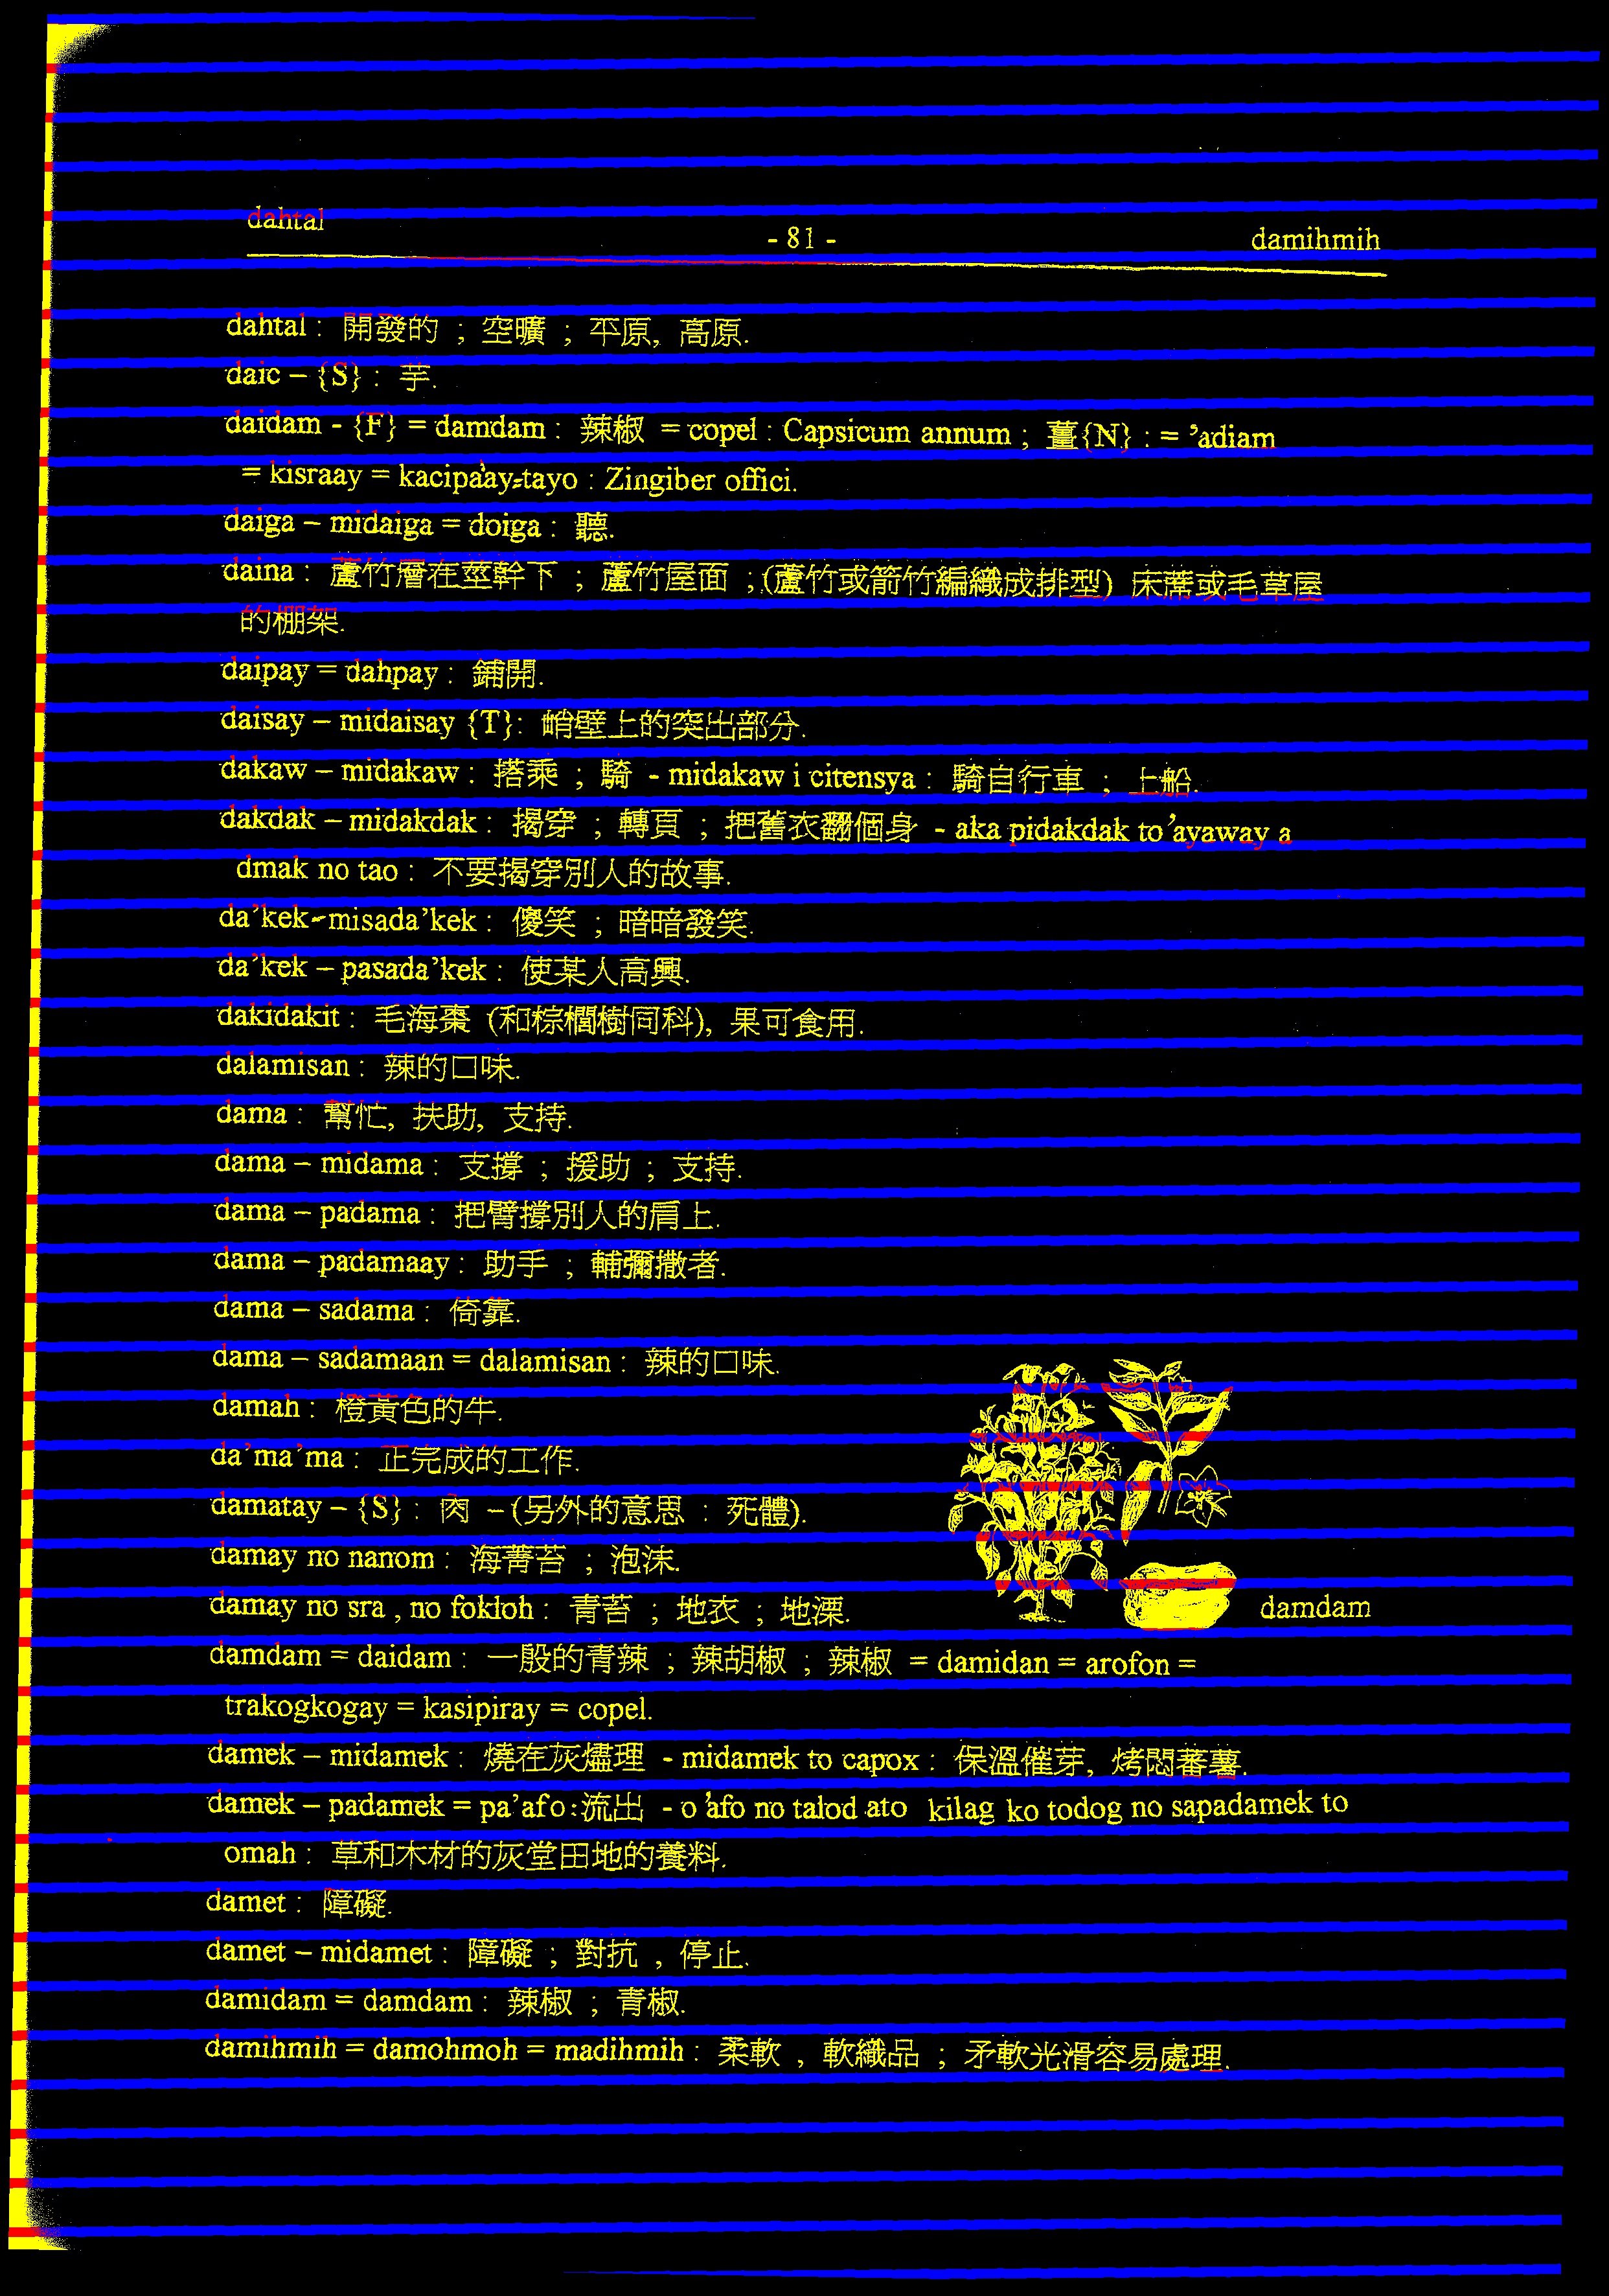 dahtal - 81 - damihmih
dahtal : 開發的 ; 空曠 ; 平原, 高原.
daic – {S} : 芋.
daidam - {F} = damdam : 辣椒 = copel : Capsicum annum ; 薑{N} : = ’adiam
= kisraay = kacipa'ay-tayo : Zingiber offici.
daiga – midaiga = doiga : 聽.
daina : 蘆竹層在莖幹下 ; 蘆竹屋面 ; (蘆竹或箭竹編織成排型) 床蓆或毛草屋
的棚架.
daipay = dahpay : 鋪開.
daisay – midaisay {T}: 峭壁上的突出部分.
dakaw – midakaw : 搭乘 ; 騎 - midakaw i citensya : 騎自行車 ; 上船.
dakdak – midakdak : 揭穿 ; 轉頁 ; 把舊衣翻個身 - aka pidakdak to ’ayaway a
dmak no tao : 不要揭穿別人的故事.
da’kek - misada’kek : 傻笑 ; 暗暗發笑.
da’kek – pasada’kek : 使某人高興.
dakidakit : 毛海棗 (和棕櫚樹同科), 果可食用.
dalamisan : 辣的口味.
dama : 幫忙, 扶助, 支持.
dama – midama : 支撐 ; 援助 ; 支持.
dama – padama : 把臂撐別人的肩上.
dama – padamaay : 助手 ; 輔彌撒者.
dama – sadama : 倚靠.
dama – sadamaan = dalamisan : 辣的口味.
damah : 橙黃色的牛.
da’ma’ma : 正完成的工作.
damatay – {S} : 肉 – (另外的意思 : 死體).
damay no nanom : 海菁苔 ; 泡沫.
damay no sra , no fokloh : 青苔 ; 地衣 ; 地漂.
damdam
damdam = daidam : 一般的青辣 ; 辣胡椒 ; 辣椒 = damidan = arofon =
trakogkogay = kasipiray = copel.
damek – midamek : 燒在灰燼理 - midamek to capox : 保溫催芽, 烤悶蕃薯.
damek – padamek = pa’afo : 流出 - o ’afo no talod ato kilag ko todog no sapadamek to
omah : 草和木材的灰堂田地的養料.
damet : 障礙.
damet – midamet : 障礙 ; 對抗 , 停止.
damidam = damdam : 辣椒 ; 青椒.
damihmih = damohmoh = madihmih : 柔軟 , 軟織品 ; 矛軟光滑容易處理.